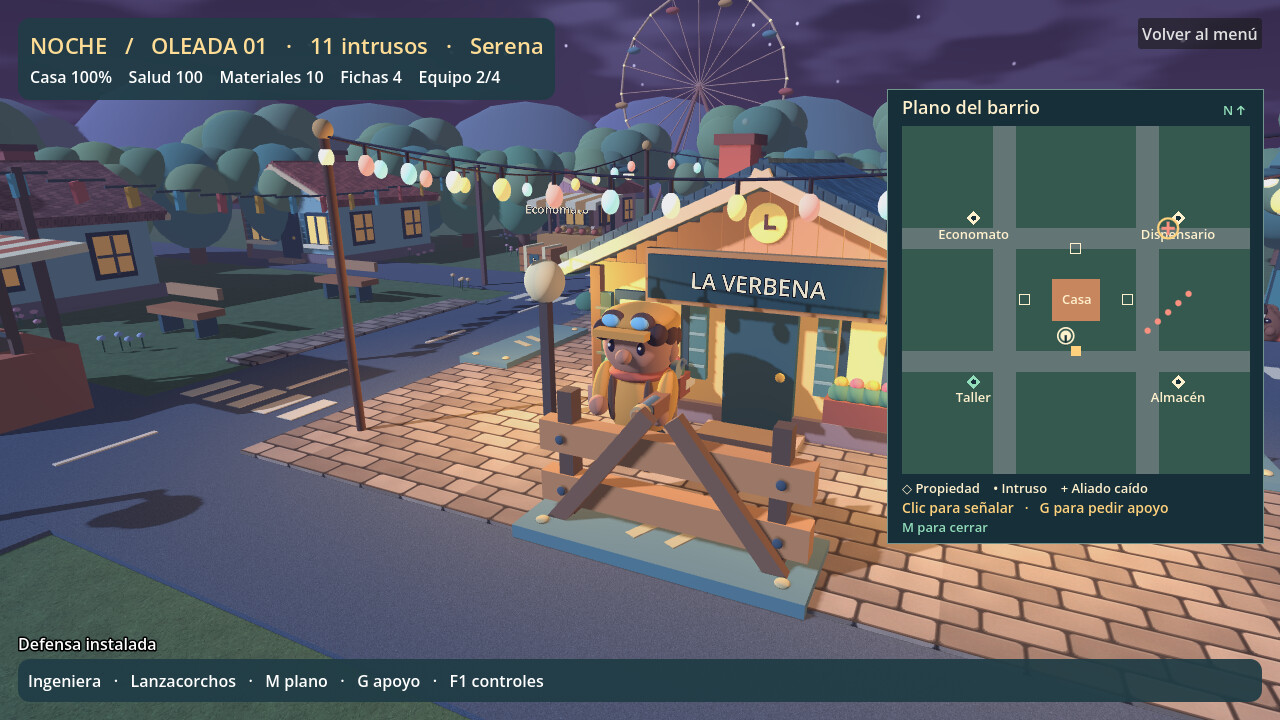 NOCHE / OLEADA 01 · 11 intrusos · Serena
Casa 100% Salud 100 Materiales 10 Fichas 4 Equipo 2/4
Volver al menú
Plano del barrio
N ↑
Economato
Dispensario
Casa
Taller
Almacén
◇ Propiedad • Intruso + Aliado caído
Clic para señalar · G para pedir apoyo
M para cerrar
Economato
LA VERBENA
Defensa instalada
Ingeniera · Lanzacorchos · M plano · G apoyo · F1 controles